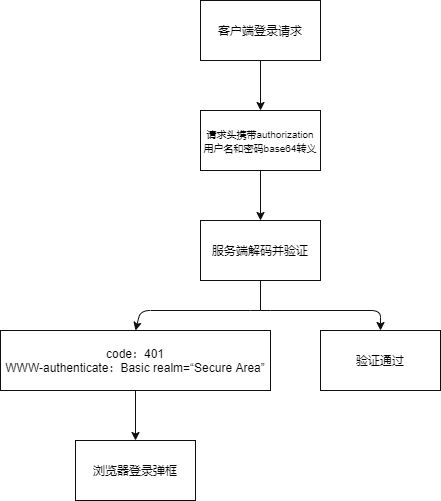 客户端登录请求
请求头携带authorization
用户名和密码base64转义
服务端解码并验证
code：401
WWW-authenticate：Basic realm=“Secure Area”
验证通过
浏览器登录弹框